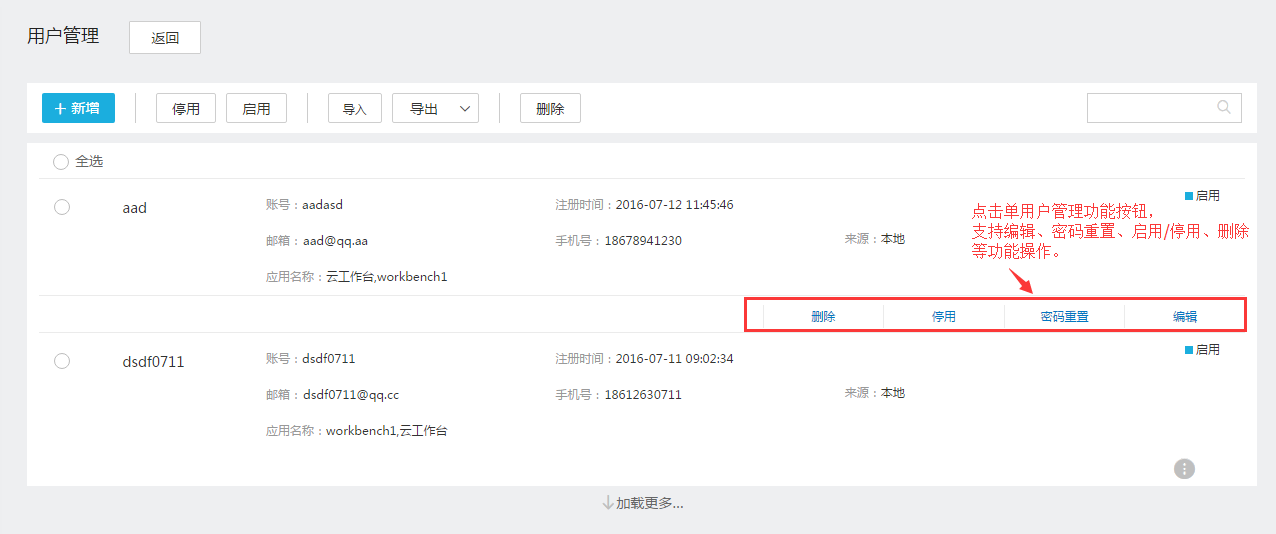 用户管理
返回
+ 新增
停用
启用
导入
导出
删除
全选
aad
账号：aadasd
注册时间：2016-07-12 11:45:46
启用
邮箱：aad@qq.aa
手机号：18678941230
来源：本地
应用名称：云工作台,workbench1
点击单用户管理功能按钮，
支持编辑、密码重置、启用/停用、删除
等功能操作。
删除
停用
密码重置
编辑
dsdf0711
账号：dsdf0711
注册时间：2016-07-11 09:02:34
启用
邮箱：dsdf0711@qq.cc
手机号：18612630711
来源：本地
应用名称：workbench1,云工作台
加载更多...